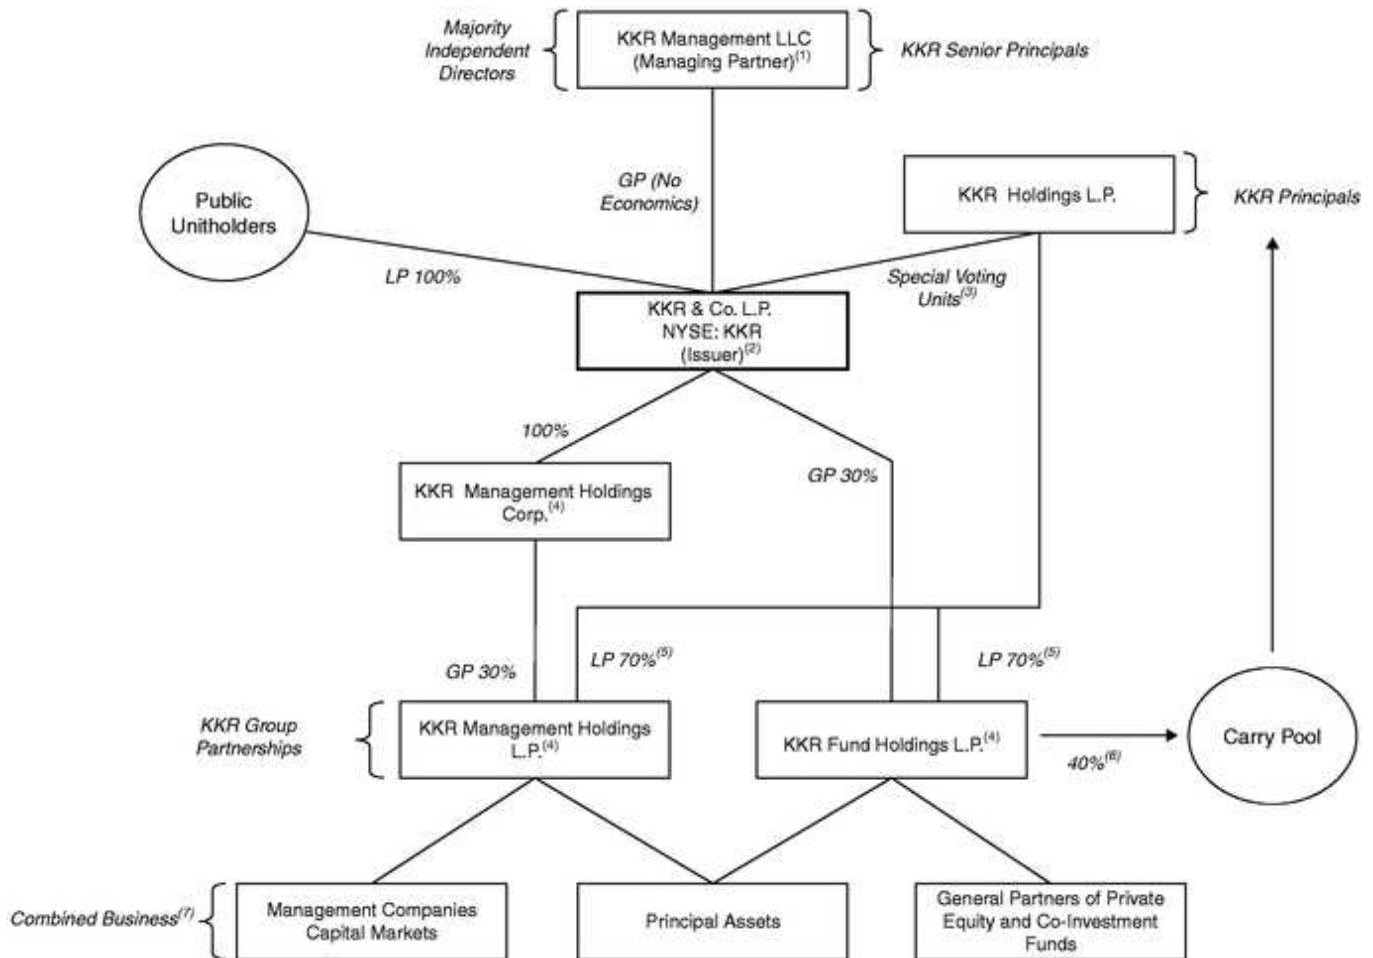 Majority
Independent
Directors
KKR Management LLC
(Managing Partner)(1)
KKR Senior Principals
Public
Unitholders
GP (No
Economics)
KKR Holdings L.P.
KKR Principals
LP 100%
Special Voting
Units(3)
KKR & Co. L.P.
NYSE: KKR
(Issuer)(2)
100%
GP 30%
KKR Management Holdings
Corp.(4)
GP 30%
LP 70%(5)
LP 70%(5)
KKR Group
Partnerships
KKR Management Holdings
L.P.(4)
KKR Fund Holdings L.P.(4)
40%(6)
Carry Pool
Combined Business(7)
Management Companies
Capital Markets
Principal Assets
General Partners of Private
Equity and Co-Investment
Funds